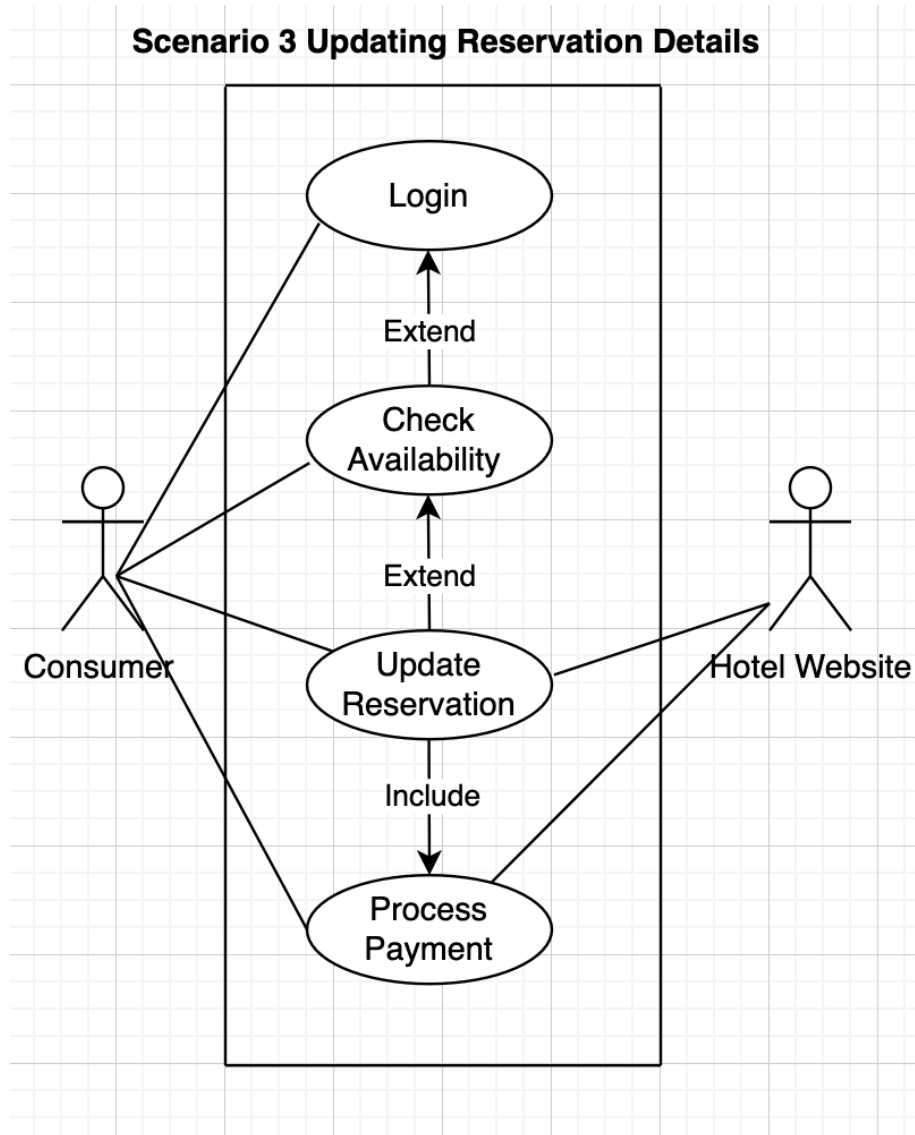 Scenario 3 Updating Reservation Details
Login
Extend
Check
Availability
Extend
Consumer
Update
Reservation
Hotel Website
Include
Process
Payment